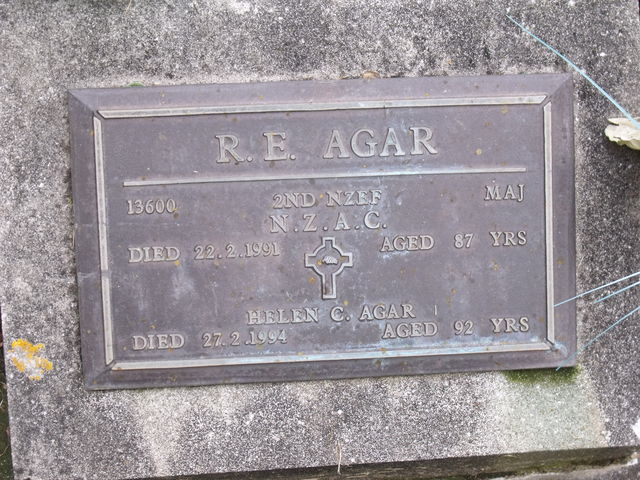 R. E. AGAR
13600 2ND NZEF MAJ
N.Z.A.C.
DIED 22.2.1991 AGED 87 YRS
HELEN C. AGAR
DIED 27.2.1994 AGED 92 YRS